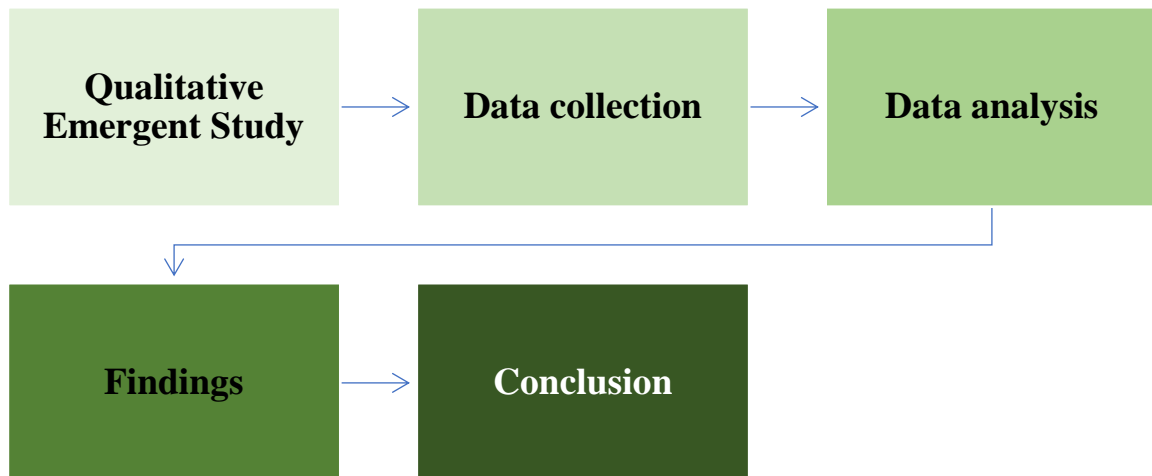 Qualitative
Emergent Study
Data collection
Data analysis
Findings
Conclusion